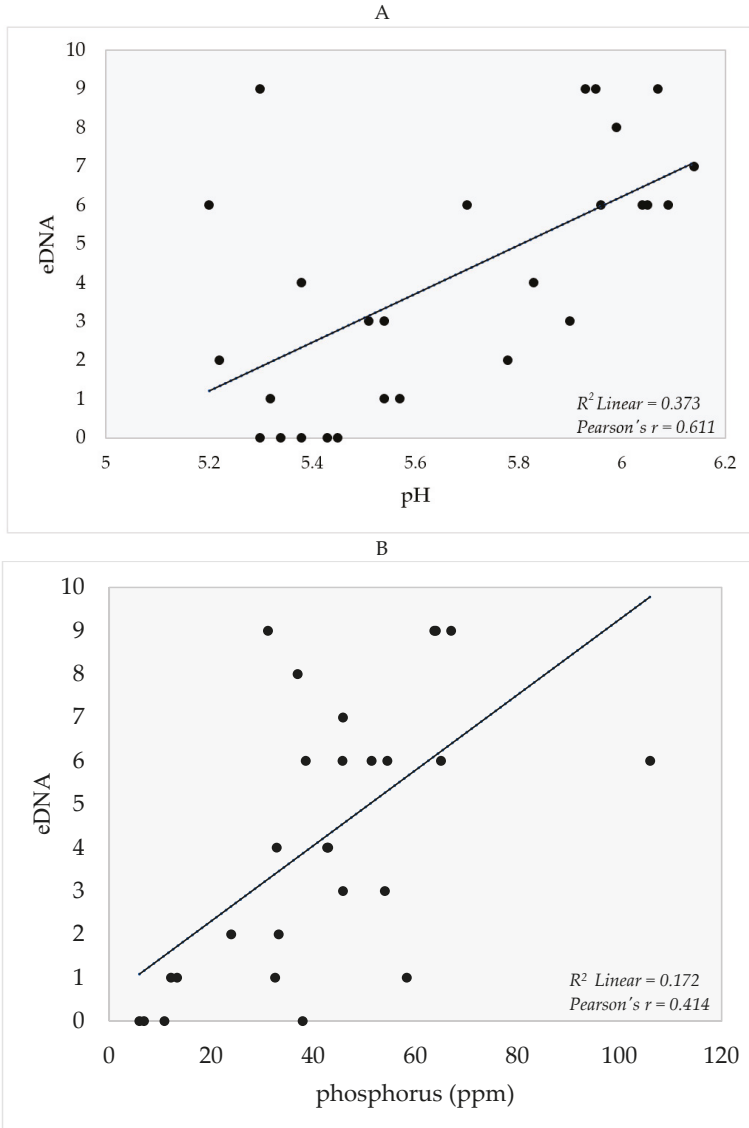 A
10
9
8
7
6
5
4
3
2
1
0
eDNA
R² Linear = 0.373
Pearson's r = 0.611
5 5.2 5.4 5.6 5.8 6 6.2
pH
B
10
9
8
7
6
5
4
3
2
1
0
eDNA
R² Linear = 0.172
Pearson's r = 0.414
0 20 40 60 80 100 120
phosphorus (ppm)